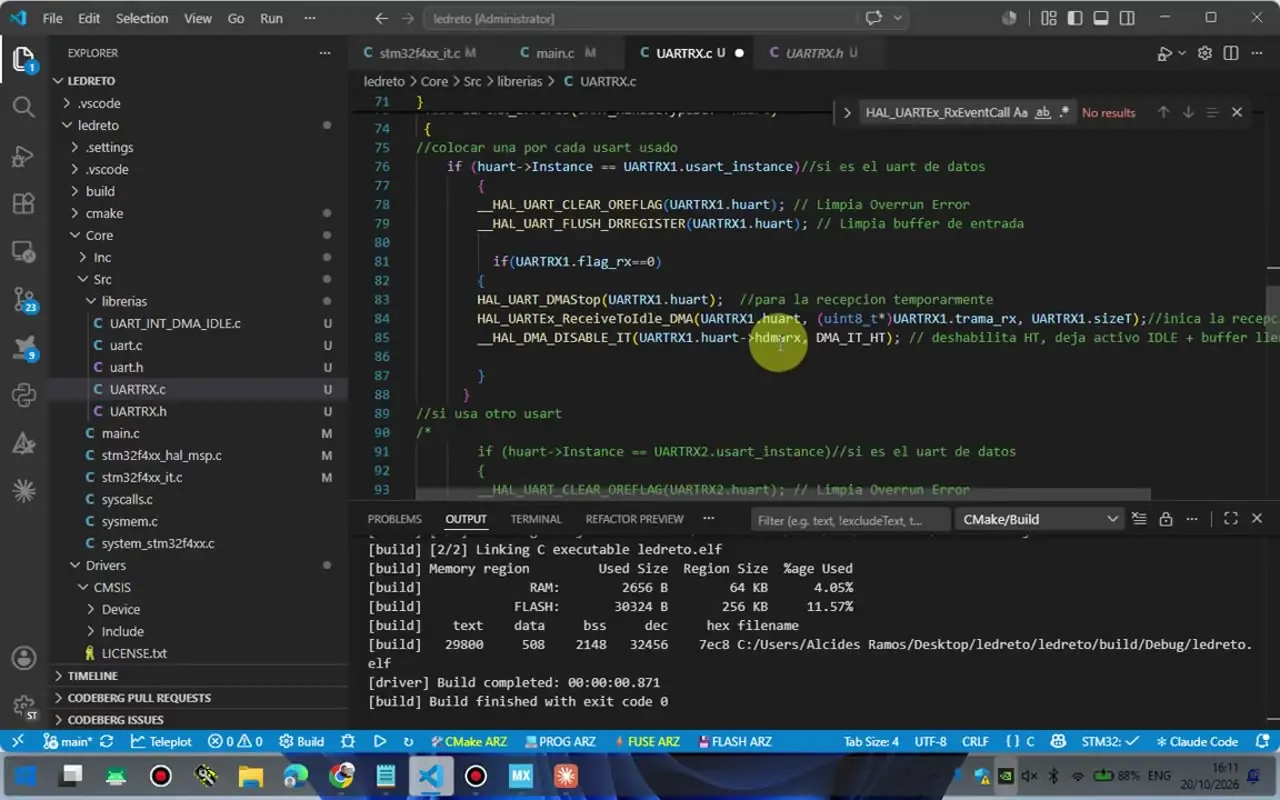 File Edit Selection View Go Run ··· ledreto [Administrator]
EXPLORER ···
LEDRETO
.vscode
ledreto
.settings
.vscode
build
cmake
Core
Inc
Src
librerias
C UART_INT_DMA_IDLE.c U
C uart.c U
C uart.h U
C UARTRX.c U
C UARTRX.h U
C main.c M
C stm32f4xx_hal_msp.c M
C stm32f4xx_it.c M
C syscalls.c
C sysmem.c
C system_stm32f4xx.c
Drivers
CMSIS
Device
Include
LICENSE.txt
TIMELINE
CODEBERG PULL REQUESTS
CODEBERG ISSUES
1
23
9
ST
C stm32f4xx_it.c M C main.c M C UARTRX.c U ● C UARTRX.h U
ledreto > Core > Src > librerias > C UARTRX.c
HAL_UARTEx_RxEventCall Aa ab .* No results
71 }
74 {
75 //colocar una por cada usart usado
76 if (huart->Instance == UARTRX1.usart_instance)//si es el uart de datos
77 {
78 __HAL_UART_CLEAR_OREFLAG(UARTRX1.huart); // Limpia Overrun Error
79 __HAL_UART_FLUSH_DRREGISTER(UARTRX1.huart); // Limpia buffer de entrada
80
81 if(UARTRX1.flag_rx==0)
82 {
83 HAL_UART_DMAStop(UARTRX1.huart); //para la recepcion temporarmente
84 HAL_UARTEx_ReceiveToIdle_DMA(UARTRX1.huart, (uint8_t*)UARTRX1.trama_rx, UARTRX1.sizeT);//inica la recepc
85 __HAL_DMA_DISABLE_IT(UARTRX1.huart->hdmarx, DMA_IT_HT); // deshabilita HT, deja activo IDLE + buffer lle
86
87 }
88 }
89 //si usa otro usart
90 /*
91 if (huart->Instance == UARTRX2.usart_instance)//si es el uart de datos
92 {
93 __HAL_UART_CLEAR_OREFLAG(UARTRX2.huart); // Limpia Overrun Error
PROBLEMS OUTPUT TERMINAL REFACTOR PREVIEW ··· Filter (e.g. text, !excludeText, t... CMake/Build
[build] [2/2] Linking C executable ledreto.elf
[build] Memory region Used Size Region Size %age Used
[build] RAM: 2656 B 64 KB 4.05%
[build] FLASH: 30324 B 256 KB 11.57%
[build] text data bss dec hex filename
[build] 29800 508 2148 32456 7ec8 C:/Users/Alcides Ramos/Desktop/ledreto/ledreto/build/Debug/ledreto.
elf
[driver] Build completed: 00:00:00.871
[build] Build finished with exit code 0
main* Teleplot 0 0 Build CMake ARZ PROG ARZ FUSE ARZ FLASH ARZ Tab Size: 4 UTF-8 CRLF { } C STM32: Claude Code
MX 88% ENG 16:11
20/10/2026